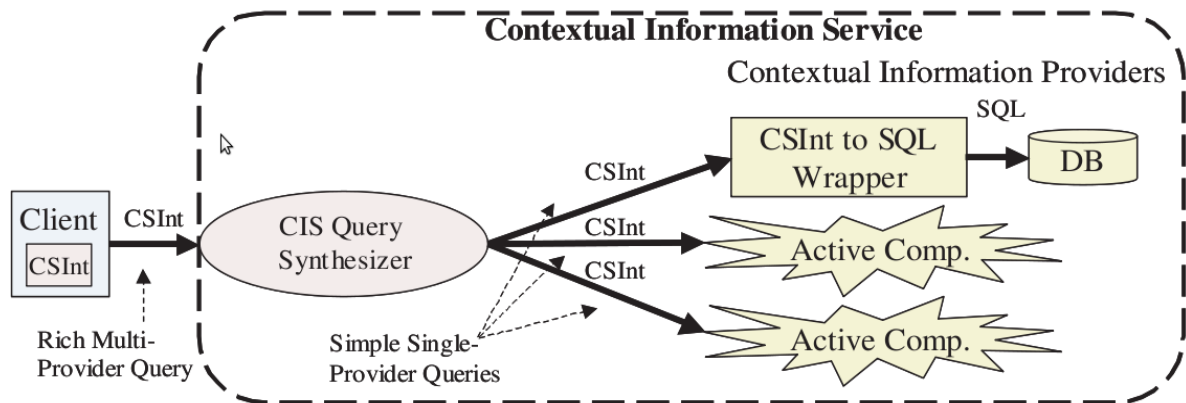 Contextual Information Service
Contextual Information Providers
SQL
CSInt to SQL
Wrapper
DB
CSInt
Client
CSInt
CSInt
CIS Query
Synthesizer
CSInt
Active Comp.
CSInt
Active Comp.
Rich Multi-
Provider Query
Simple Single-
Provider Queries